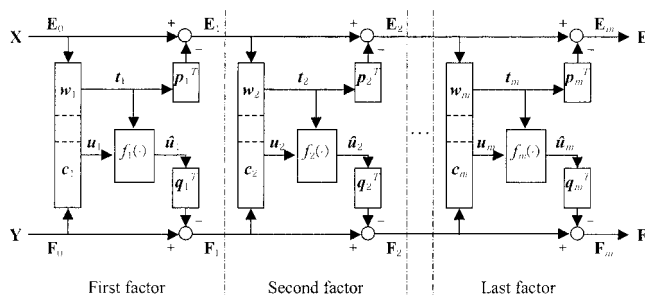 X E₀ + − E₁ + − E₂ + − Eₘ E
w₁ t₁ p₁ᵀ w₂ t₂ p₂ᵀ wₘ tₘ pₘᵀ
u₁ f₁(·) û₁ u₂ f₂(·) û₂ ... uₘ fₘ(·) ûₘ
c₁ q₁ᵀ c₂ q₂ᵀ cₘ qₘᵀ
Y F₀ + − F₁ + − F₂ + − Fₘ F
First factor Second factor Last factor